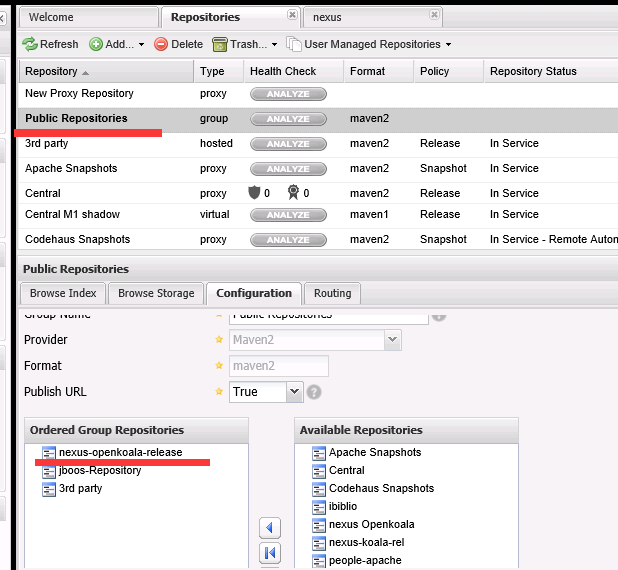 Welcome Repositories nexus
Refresh Add... Delete Trash... User Managed Repositories
Repository Type Health Check Format Policy Repository Status
New Proxy Repository proxy ANALYZE
Public Repositories group ANALYZE maven2
3rd party hosted ANALYZE maven2 Release In Service
Apache Snapshots proxy ANALYZE maven2 Snapshot In Service
Central proxy 0 0 maven2 Release In Service
Central M1 shadow virtual ANALYZE maven1 Release In Service
Codehaus Snapshots proxy ANALYZE maven2 Snapshot In Service - Remote Auton
Public Repositories
Browse Index Browse Storage Configuration Routing
Group Name Public Repositories
Provider Maven2
Format maven2
Publish URL True ?
Ordered Group Repositories
nexus-openkoala-release
jboos-Repository
3rd party
Available Repositories
Apache Snapshots
Central
Codehaus Snapshots
ibiblio
nexus Openkoala
nexus-koala-rel
people-apache